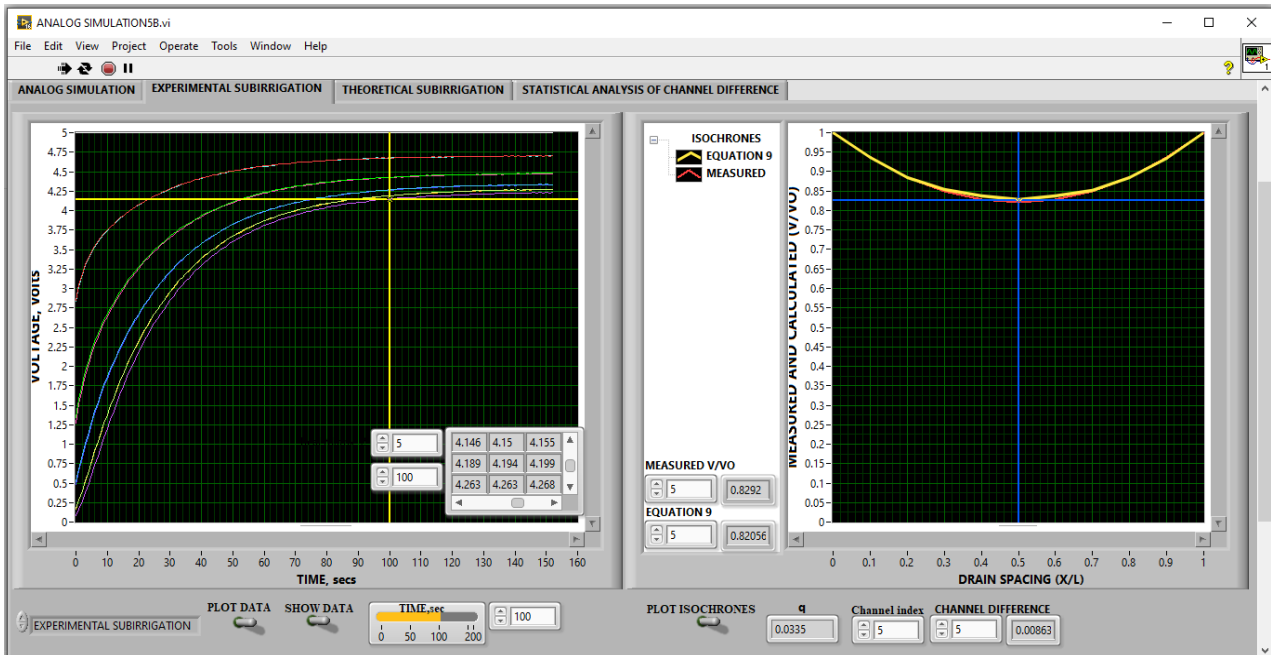 ANALOG SIMULATION5B.vi
File Edit View Project Operate Tools Window Help
1
ANALOG SIMULATION EXPERIMENTAL SUBIRRIGATION THEORETICAL SUBIRRIGATION STATISTICAL ANALYSIS OF CHANNEL DIFFERENCE
VOLTAGE, Volts
5
4.75
4.5
4.25
4
3.75
3.5
3.25
3
2.75
2.5
2.25
2
1.75
1.5
1.25
1
0.75
0.5
0.25
0
5
100
4.146 4.15 4.155
4.189 4.194 4.199
4.263 4.263 4.268
0 10 20 30 40 50 60 70 80 90 100 110 120 130 140 150 160
TIME, secs
ISOCHRONES
EQUATION 9
MEASURED
MEASURED V/VO
5 0.8292
EQUATION 9
5 0.82056
MEASURED AND CALCULATED (V/VO)
1
0.95
0.9
0.85
0.8
0.75
0.7
0.65
0.6
0.55
0.5
0.45
0.4
0.35
0.3
0.25
0.2
0.15
0.1
0.05
0
0 0.1 0.2 0.3 0.4 0.5 0.6 0.7 0.8 0.9 1
DRAIN SPACING (X/L)
EXPERIMENTAL SUBIRRIGATION
PLOT DATA
SHOW DATA
TIME,sec
0 50 100 200
100
PLOT ISOCHRONES
q
0.0335
Channel index
5
CHANNEL DIFFERENCE
5 0.00863